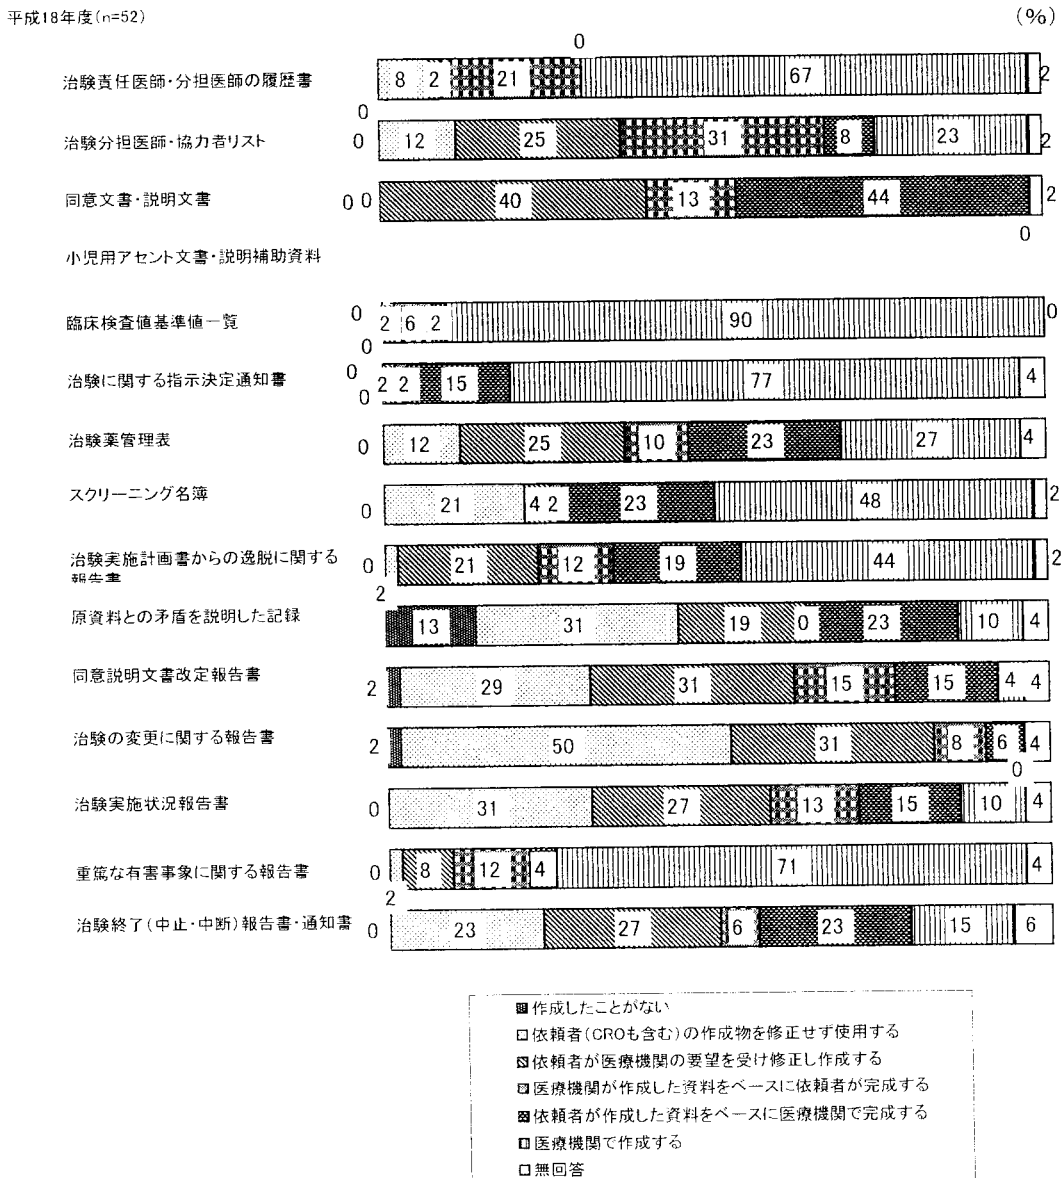 平成18年度(n=52)
(%)
0
治験責任医師・分担医師の履歴書
8 2 21 67 2
0
治験分担医師・協力者リスト
0 12 25 31 8 23 2
同意文書・説明文書
0 0 40 13 44 2
0
小児用アセント文書・説明補助資料
臨床検査値基準値一覧
0 2 6 2 90 0
0
治験に関する指示決定通知書
0 2 2 15 77 4
0
治験薬管理表
0 12 25 10 23 27 4
スクリーニング名簿
0 21 4 2 23 48 2
治験実施計画書からの逸脱に関する
報告書
0 21 12 19 44 2
2
原資料との矛盾を説明した記録
13 31 19 0 23 10 4
同意説明文書改定報告書
2 29 31 15 15 4 4
治験の変更に関する報告書
2 50 31 8 6 4
0
治験実施状況報告書
0 31 27 13 15 10 4
重篤な有害事象に関する報告書
0 8 12 4 71 4
2
治験終了(中止・中断)報告書・通知書
0 23 27 6 23 15 6
作成したことがない
依頼者(CROも含む)の作成物を修正せず使用する
依頼者が医療機関の要望を受け修正し作成する
医療機関が作成した資料をベースに依頼者が完成する
依頼者が作成した資料をベースに医療機関で完成する
医療機関で作成する
無回答